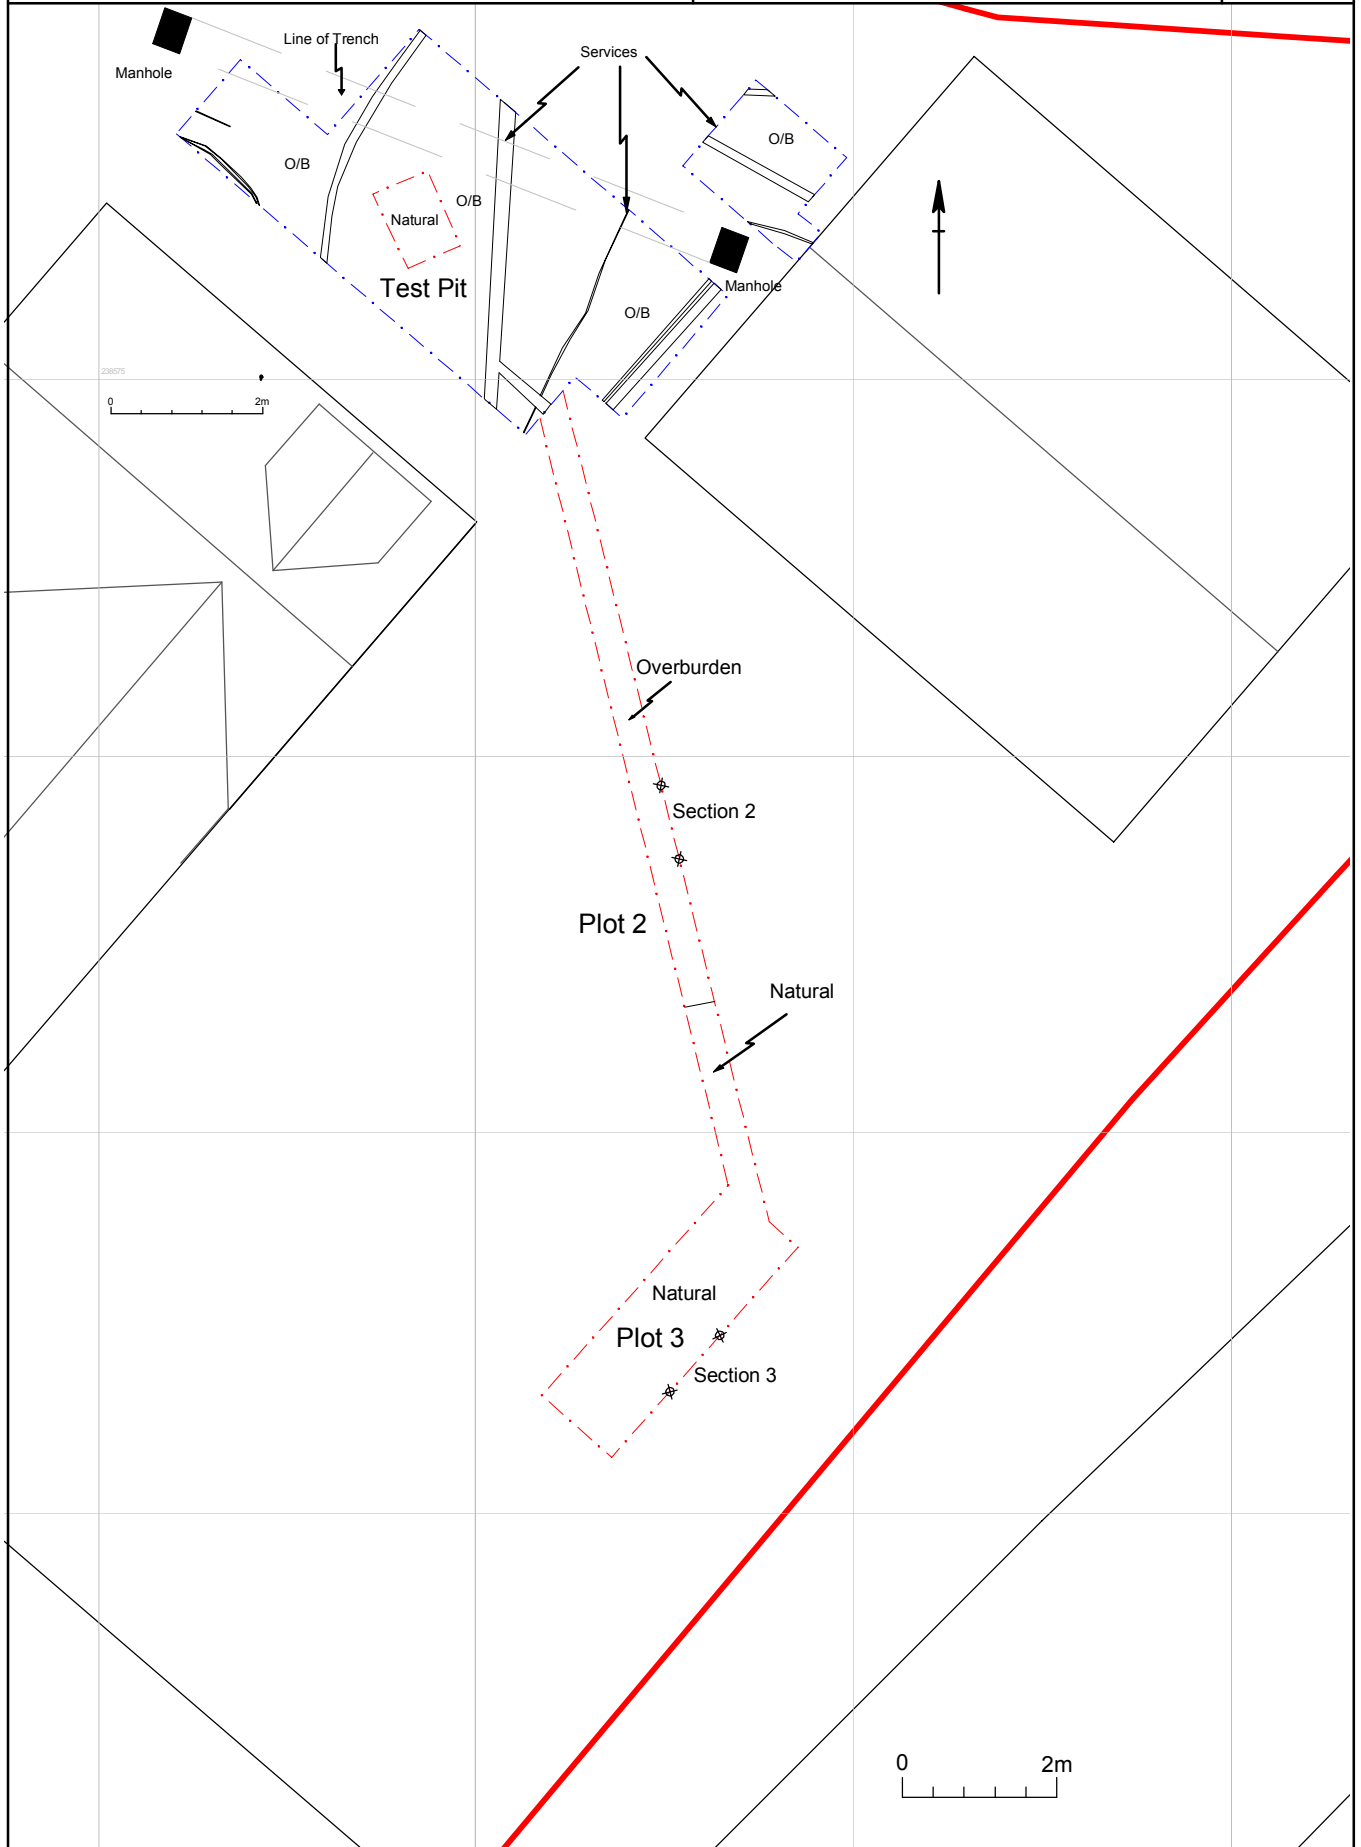 Line of Trench
Services
Manhole
O/B
O/B
O/B
Natural
Test Pit
Manhole
O/B
238575
0 2m
Overburden
Section 2
Plot 2
Natural
Natural
Plot 3
Section 3
0 2m